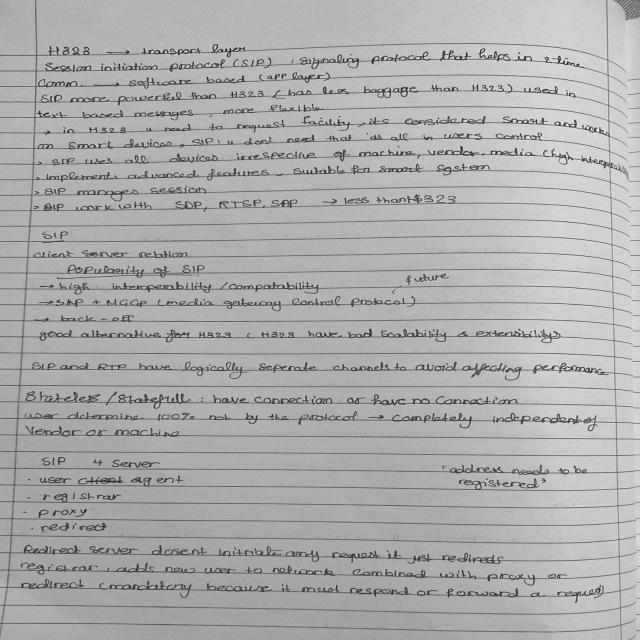 H323 → transport layer
Session initiation protocol (SIP) : signaling protocol that helps in 2-time
Comm. → software based (app layer)
SIP more powerful than H323 (has less baggage than H323) used in
text based messages, more flexible
→ in H323 u need to request facility, its considered smart and works
on smart devices, SIP: u dont need that as all in users control
> SIP uses all devices irrespective of machine, vendor, media (high interoperability
> implements advanced features, suitable for smart system
> SIP manages session
> SIP work with SDP, RTSP, SAP → less than H323
SIP
client server relation
Popularity of SIP
→ high interoperability / compatability
future
→ SAP + MGCP (media gateway control protocol)
→ back-off
good alternative for H323 ( H323 have bad scalability & extensibility)
SIP and RTP have logically seperate channels to avoid affecting performance
Stateless / Statefull : have connection or have no connection
user determine 100% not by the protocol → completely independent of
Vendor or machine
SIP 4 server
· user client agent
· registrar
· proxy
· redirect
"address needs to be
registered"
Redirect server dosent initiate any request it just redirects
registrar, adds new user to network combined with proxy or
redirect (mandatory because it must respond or forward a request)